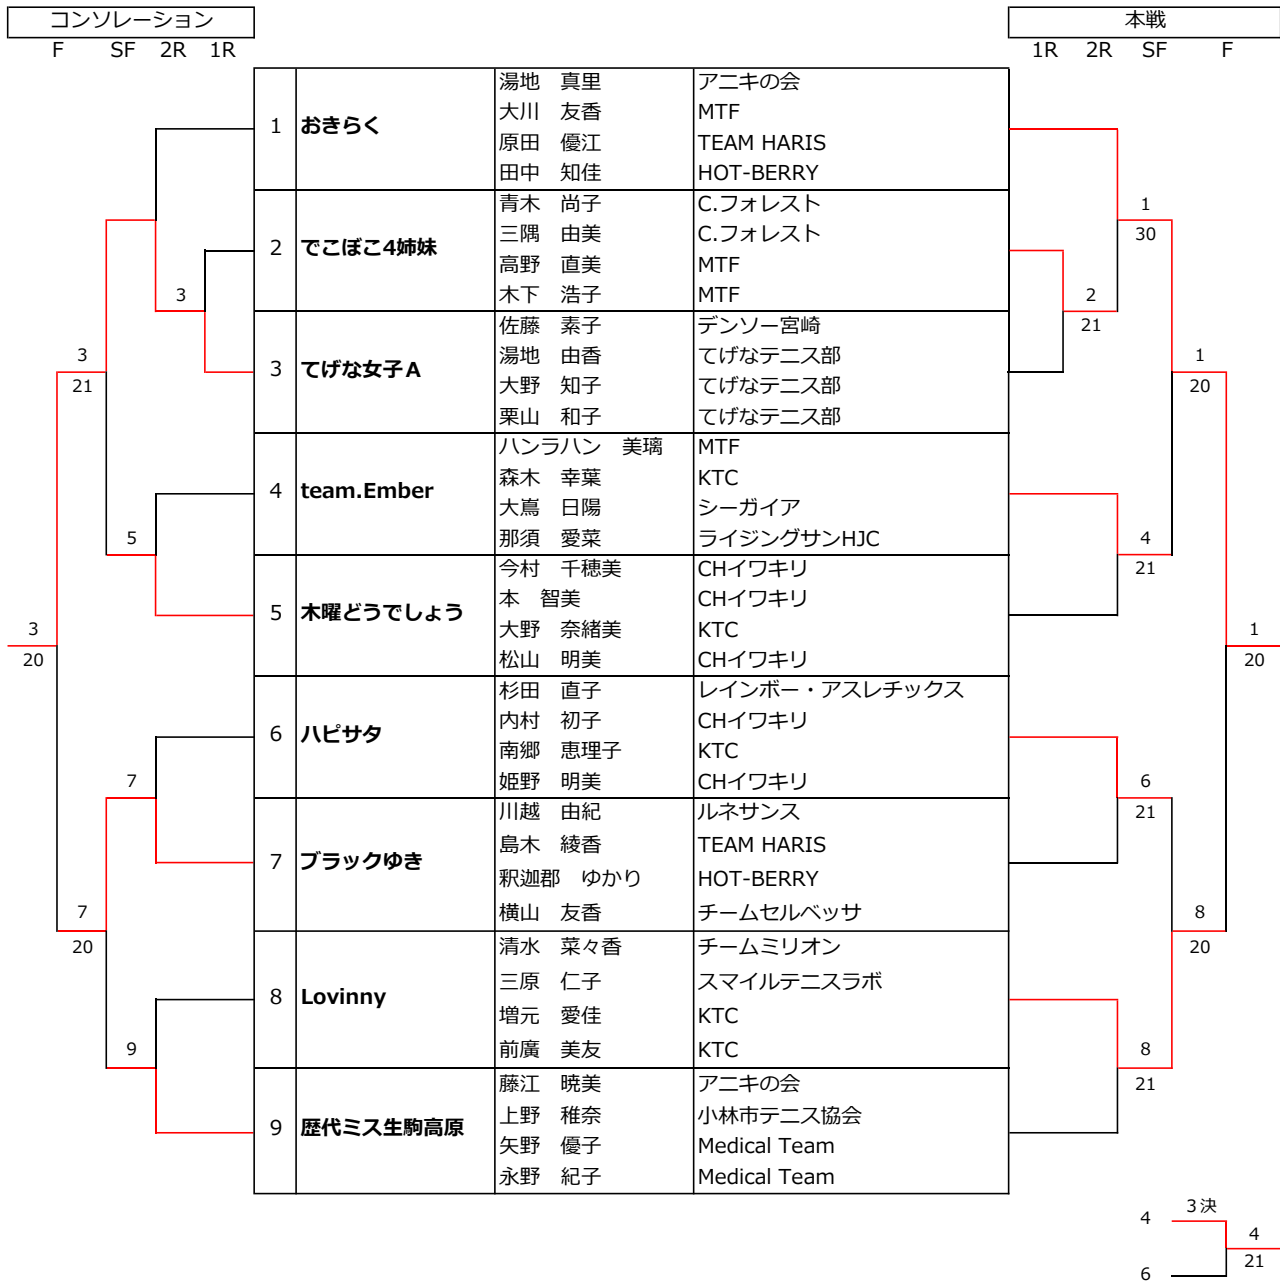 コンソレーション 本戦
F SF 2R 1R 1R 2R SF F
1 おきらく
湯地 真里 アニキの会
大川 友香 MTF
原田 優江 TEAM HARIS
田中 知佳 HOT-BERRY
2 でこぼこ4姉妹
青木 尚子 C.フォレスト
三隅 由美 C.フォレスト
高野 直美 MTF
木下 浩子 MTF
3 てげな女子A
佐藤 素子 デンソー宮崎
湯地 由香 てげなテニス部
大野 知子 てげなテニス部
栗山 和子 てげなテニス部
4 team.Ember
ハンラハン 美璃 MTF
森木 幸葉 KTC
大嶌 日陽 シーガイア
那須 愛菜 ライジングサンHJC
5 木曜どうでしょう
今村 千穂美 CHイワキリ
本 智美 CHイワキリ
大野 奈緒美 KTC
松山 明美 CHイワキリ
6 ハピサタ
杉田 直子 レインボー・アスレチックス
内村 初子 CHイワキリ
南郷 恵理子 KTC
姫野 明美 CHイワキリ
7 ブラックゆき
川越 由紀 ルネサンス
島木 綾香 TEAM HARIS
釈迦郡 ゆかり HOT-BERRY
横山 友香 チームセルベッサ
8 Lovinny
清水 菜々香 チームミリオン
三原 仁子 スマイルテニスラボ
増元 愛佳 KTC
前廣 美友 KTC
9 歴代ミス生駒高原
藤江 暁美 アニキの会
上野 稚奈 小林市テニス協会
矢野 優子 Medical Team
永野 紀子 Medical Team
3
3
21
5
3
20
7
7
20
9
1
30
2
21
1
20
4
21
1
20
6
21
8
20
8
21
3決
4
4
21
6